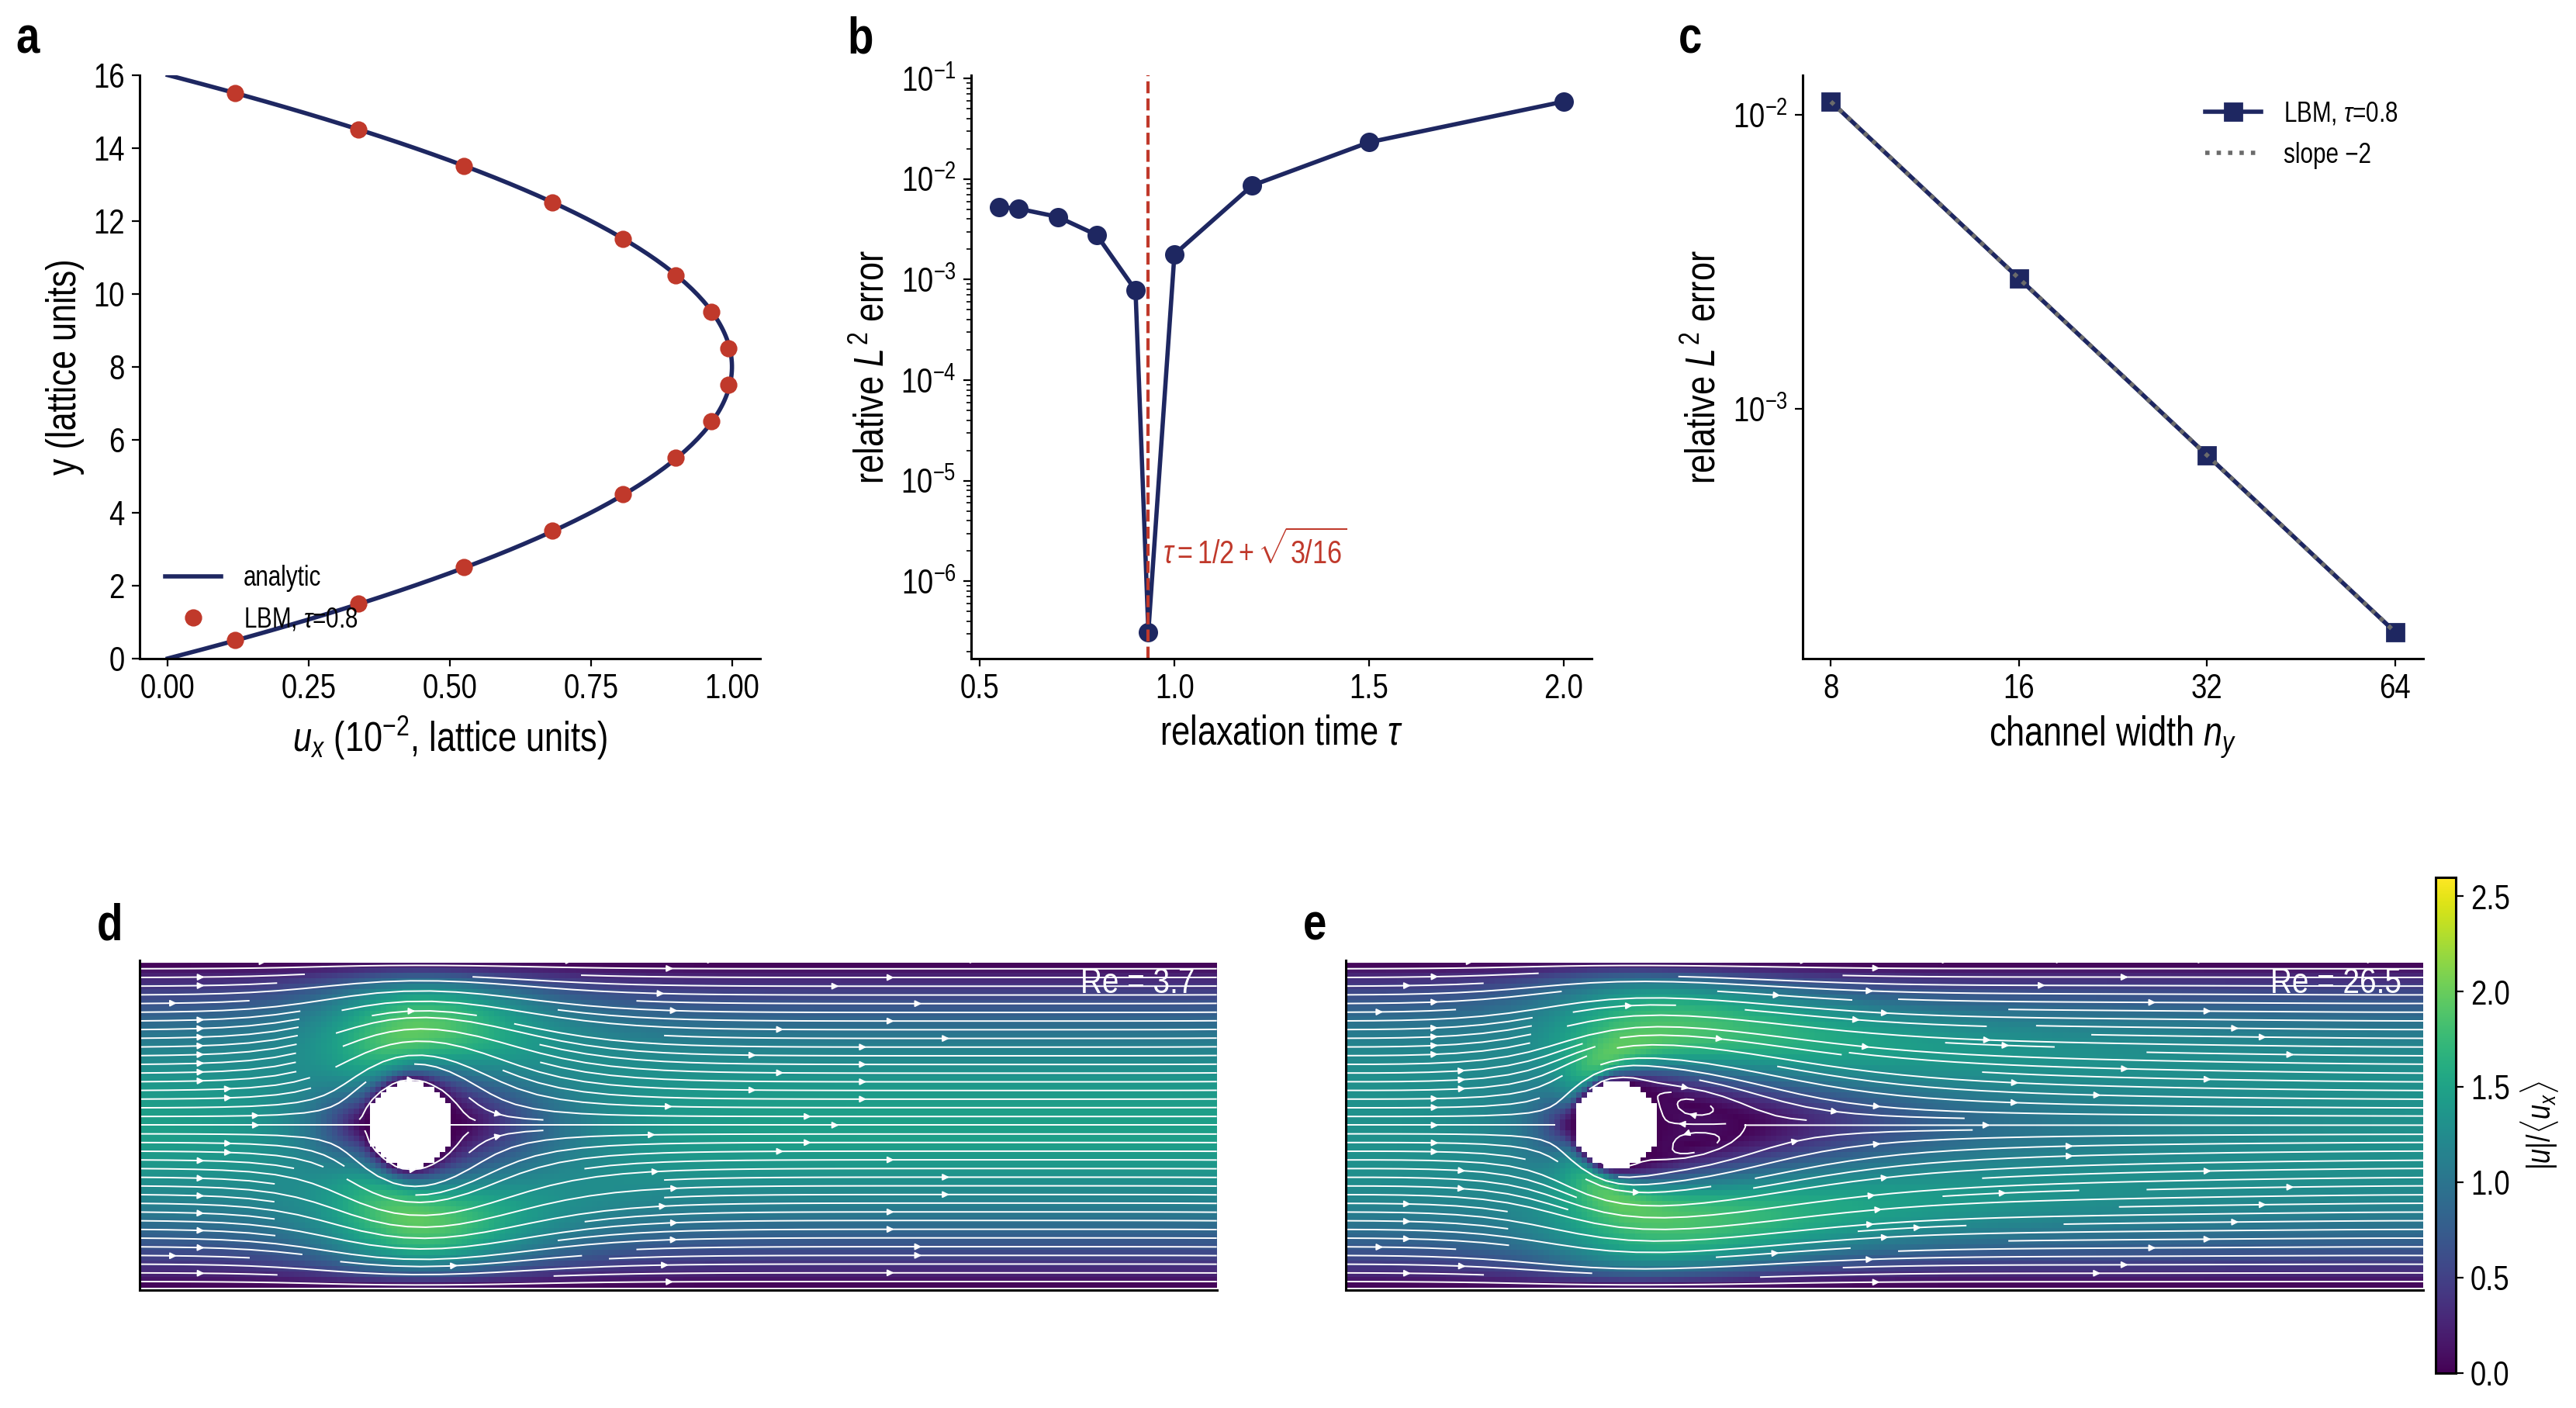 a
16
14
12
10
8
6
4
2
0
y (lattice units)
analytic
LBM, τ=0.8
0.00 0.25 0.50 0.75 1.00
u_x (10^−2, lattice units)
b
10^−1
10^−2
10^−3
10^−4
10^−5
10^−6
relative L^2 error
τ = 1/2 + √3/16
0.5 1.0 1.5 2.0
relaxation time τ
c
10^−2
10^−3
relative L^2 error
LBM, τ=0.8
slope −2
8 16 32 64
channel width n_y
d
Re = 3.7
e
Re = 26.5
2.5
2.0
1.5
1.0
0.5
0.0
|u|/⟨u_x⟩